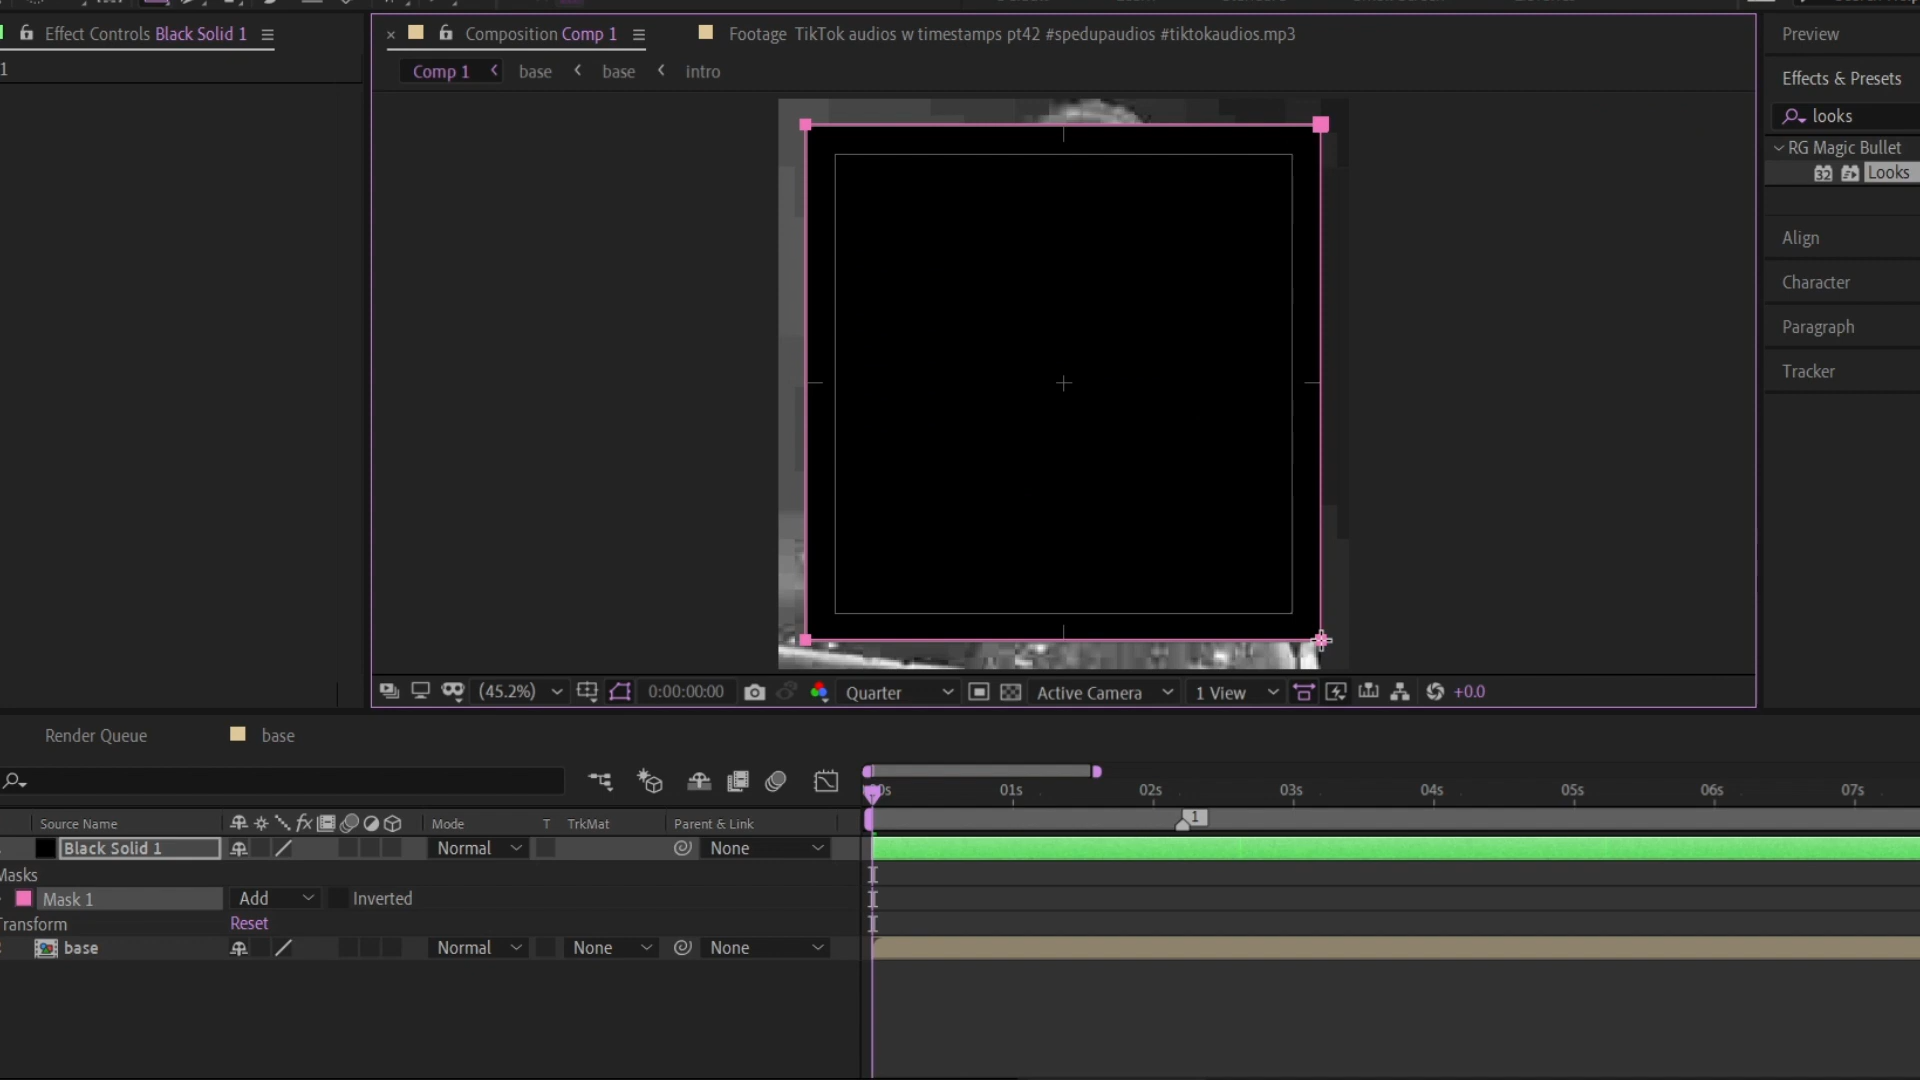 Effect Controls Black Solid 1
Composition Comp 1
Footage TikTok audios w timestamps pt42 #spedupaudios #tiktokaudios.mp3
Preview
1
Comp 1
base
base
intro
Effects & Presets
looks
RG Magic Bullet
32 Looks
Align
Character
Paragraph
Tracker
(45.2%)
0:00:00:00
Quarter
Active Camera
1 View
+0.0
Render Queue
base
01s
02s
03s
04s
05s
06s
07s
1
Source Name
fx
Mode
T
TrkMat
Parent & Link
Black Solid 1
Normal
None
Masks
Mask 1
Add
Inverted
Transform
Reset
base
Normal
None
None